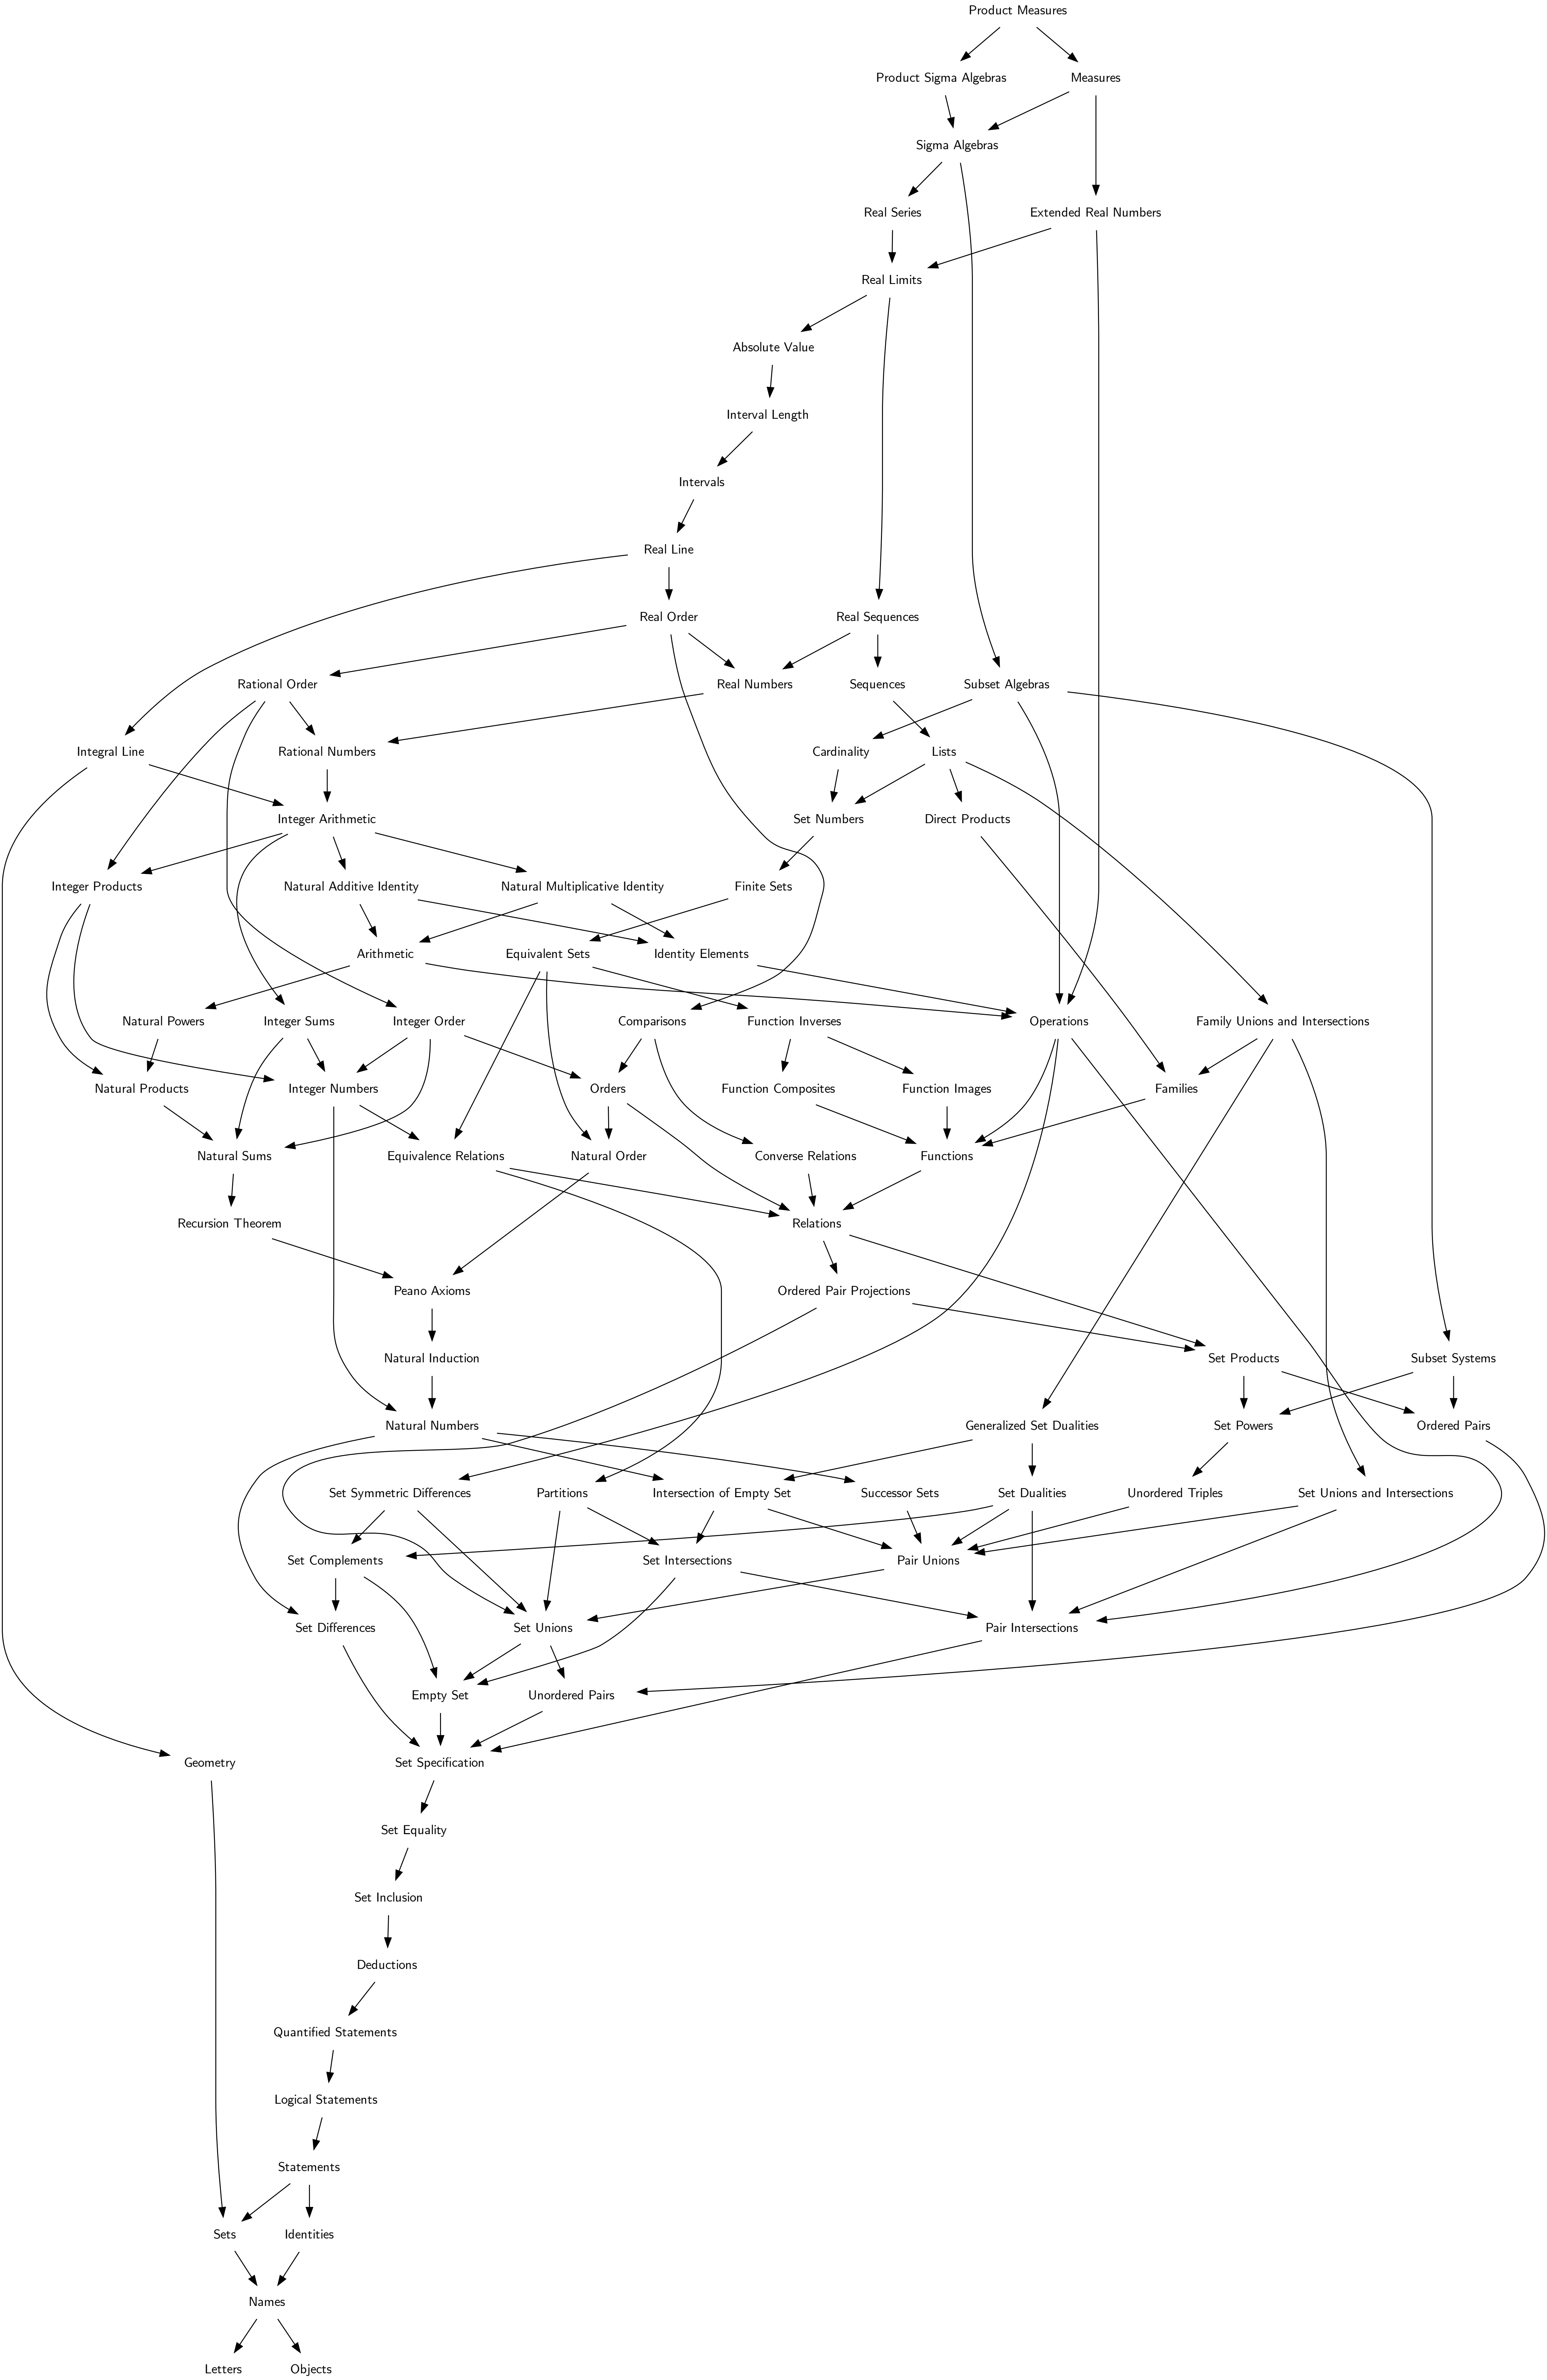 Product Measures
Product Sigma Algebras
Measures
Sigma Algebras
Real Series
Extended Real Numbers
Real Limits
Absolute Value
Interval Length
Intervals
Real Line
Real Order
Real Sequences
Rational Order
Real Numbers
Sequences
Subset Algebras
Integral Line
Rational Numbers
Cardinality
Lists
Integer Arithmetic
Set Numbers
Direct Products
Integer Products
Natural Additive Identity
Natural Multiplicative Identity
Finite Sets
Arithmetic
Equivalent Sets
Identity Elements
Natural Powers
Integer Sums
Integer Order
Comparisons
Function Inverses
Operations
Family Unions and Intersections
Natural Products
Integer Numbers
Orders
Function Composites
Function Images
Families
Natural Sums
Equivalence Relations
Natural Order
Converse Relations
Functions
Recursion Theorem
Relations
Peano Axioms
Ordered Pair Projections
Natural Induction
Set Products
Subset Systems
Natural Numbers
Generalized Set Dualities
Set Powers
Ordered Pairs
Set Symmetric Differences
Partitions
Intersection of Empty Set
Successor Sets
Set Dualities
Unordered Triples
Set Unions and Intersections
Set Complements
Set Intersections
Pair Unions
Set Differences
Set Unions
Pair Intersections
Empty Set
Unordered Pairs
Geometry
Set Specification
Set Equality
Set Inclusion
Deductions
Quantified Statements
Logical Statements
Statements
Sets
Identities
Names
Letters
Objects